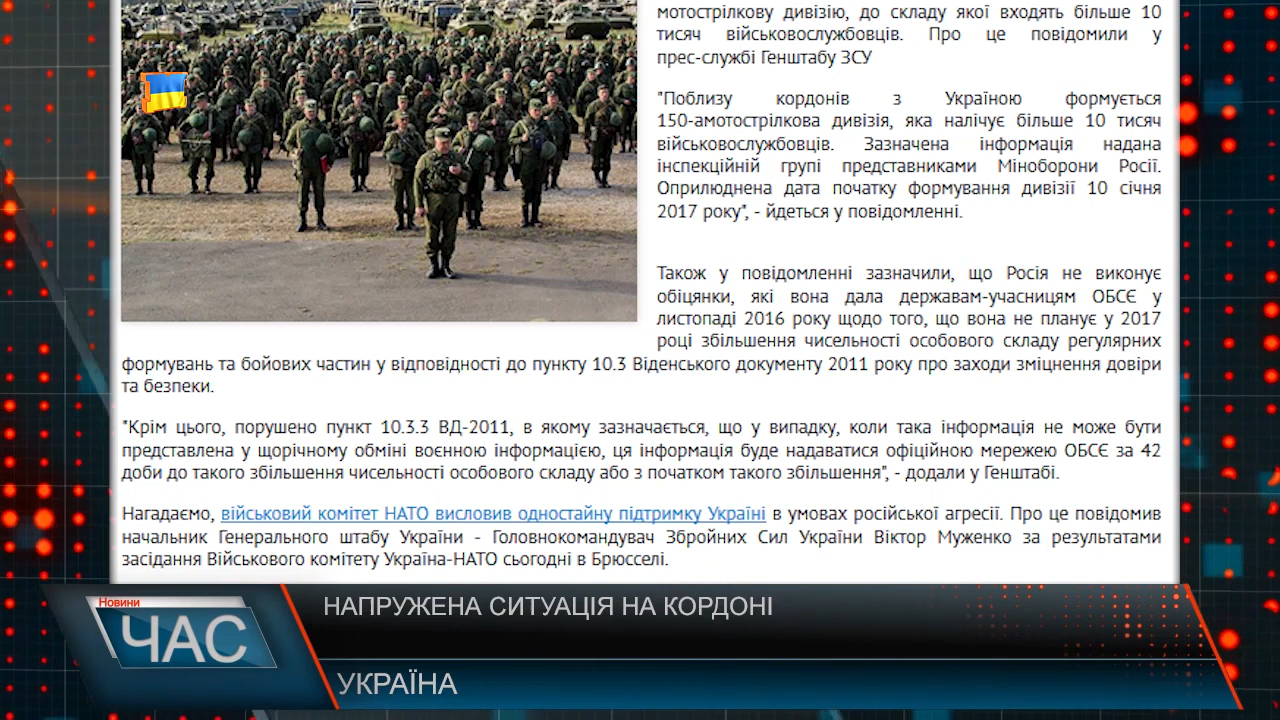 мотострілкову дивізію, до складу якої входять більше 10
тисяч військовослужбовців. Про це повідомили у
прес-службі Генштабу ЗСУ
"Поблизу кордонів з Україною формується
150-амотострілкова дивізія, яка налічує більше 10 тисяч
військовослужбовців. Зазначена інформація надана
інспекційній групі представниками Міноборони Росії.
Оприлюднена дата початку формування дивізії 10 січня
2017 року", - йдеться у повідомленні.
Також у повідомленні зазначили, що Росія не виконує
обіцянки, які вона дала державам-учасницям ОБСЄ у
листопаді 2016 року щодо того, що вона не планує у 2017
році збільшення чисельності особового складу регулярних
формувань та бойових частин у відповідності до пункту 10.3 Віденського документу 2011 року про заходи зміцнення довіри
та безпеки.
"Крім цього, порушено пункт 10.3.3 ВД-2011, в якому зазначається, що у випадку, коли така інформація не може бути
представлена у щорічному обміні воєнною інформацією, ця інформація буде надаватися офіційною мережею ОБСЄ за 42
доби до такого збільшення чисельності особового складу або з початком такого збільшення", - додали у Генштабі.
Нагадаємо, військовий комітет НАТО висловив одностайну підтримку Україні в умовах російської агресії. Про це повідомив
начальник Генерального штабу України - Головнокомандувач Збройних Сил України Віктор Муженко за результатами
засідання Військового комітету Україна-НАТО сьогодні в Брюсселі.
Новини
ЧАС
НАПРУЖЕНА СИТУАЦІЯ НА КОРДОНІ
УКРАЇНА